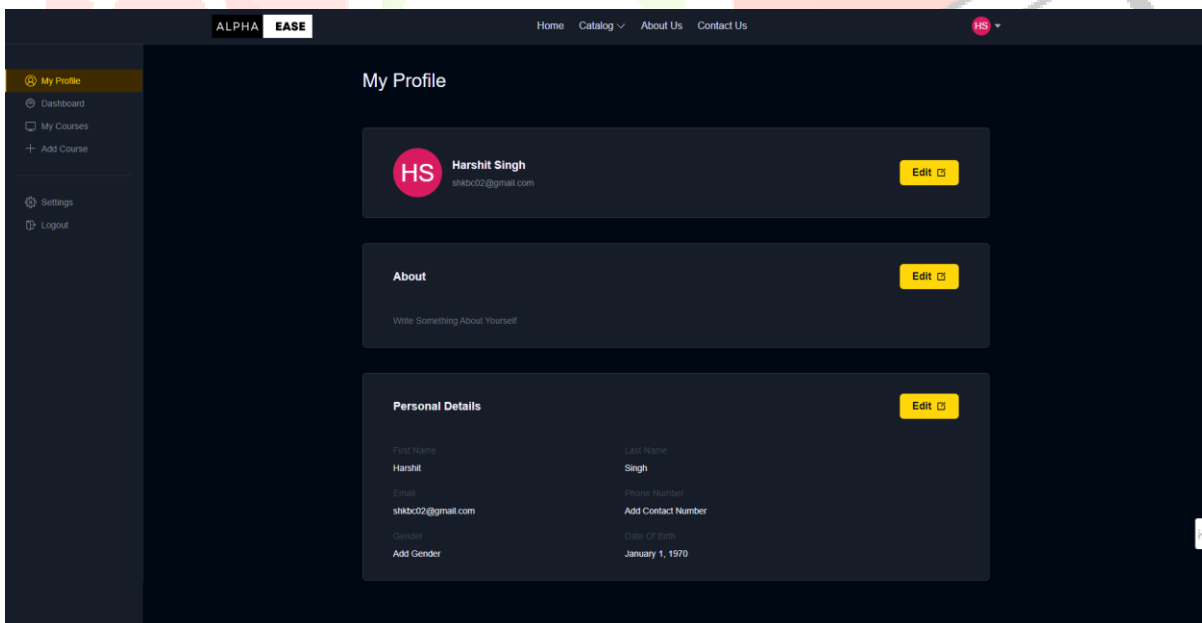 ALPHA EASE
Home Catalog About Us Contact Us
HS
My Profile
Dashboard
My Courses
Add Course
Settings
Logout
My Profile
HS
Harshit Singh
shkbc02@gmail.com
Edit
About
Edit
Write Something About Yourself
Personal Details
Edit
First Name
Last Name
Harshit
Singh
Email
Phone Number
shkbc02@gmail.com
Add Contact Number
Gender
Date Of Birth
Add Gender
January 1, 1970